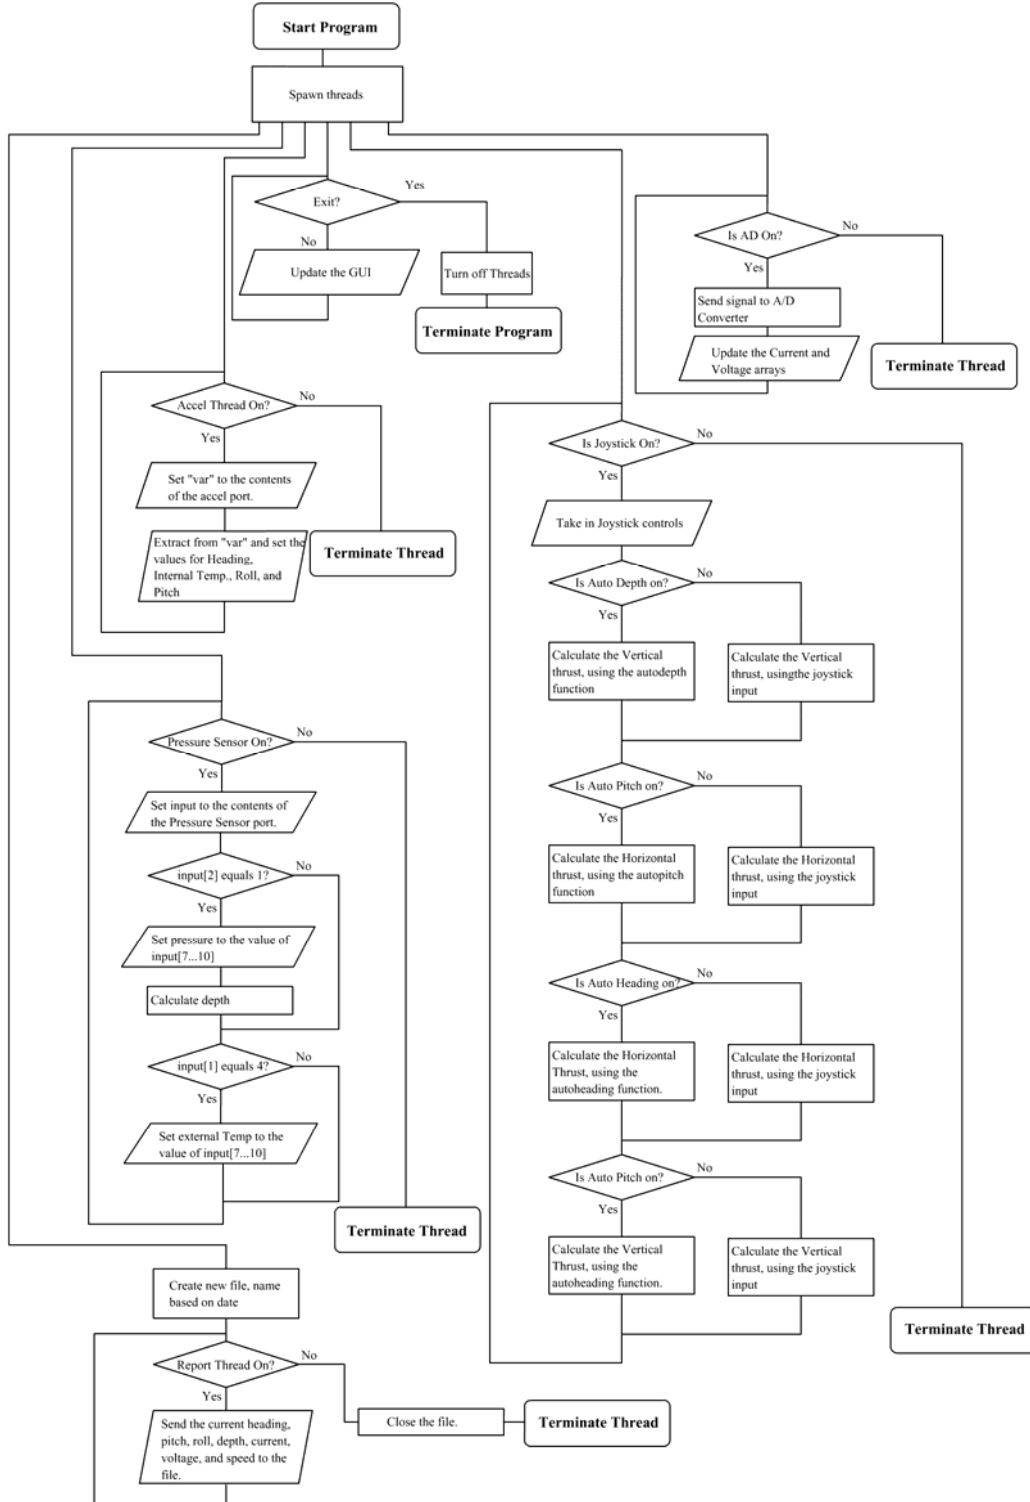 Start Program
Spawn threads
Exit?
Yes
No
Update the GUI
Turn off Threads
Terminate Program
Is AD On?
No
Yes
Send signal to A/D
Converter
Update the Current and
Voltage arrays
Terminate Thread
Accel Thread On?
No
Yes
Set "var" to the contents
of the accel port.
Extract from "var" and set the
values for Heading,
Internal Temp., Roll, and
Pitch
Terminate Thread
Is Joystick On?
No
Yes
Take in Joystick controls
Is Auto Depth on?
No
Yes
Calculate the Vertical
thrust, using the autodepth
function
Calculate the Vertical
thrust, usingthe joystick
input
Is Auto Pitch on?
No
Yes
Calculate the Horizontal
thrust, using the autopitch
function
Calculate the Horizontal
thrust, using the joystick
input
Is Auto Heading on?
No
Yes
Calculate the Horizontal
Thrust, using the
autoheading function.
Calculate the Horizontal
thrust, using the joystick
input
Is Auto Pitch on?
No
Yes
Calculate the Vertical
Thrust, using the
autoheading function.
Calculate the Vertical
thrust, using the joystick
input
Terminate Thread
Pressure Sensor On?
No
Yes
Set input to the contents of
the Pressure Sensor port.
input[2] equals 1?
No
Yes
Set pressure to the value of
input[7...10]
Calculate depth
input[1] equals 4?
No
Yes
Set external Temp to the
value of input[7...10]
Terminate Thread
Create new file, name
based on date
Report Thread On?
No
Yes
Send the current heading,
pitch, roll, depth, current,
voltage, and speed to the
file.
Close the file.
Terminate Thread